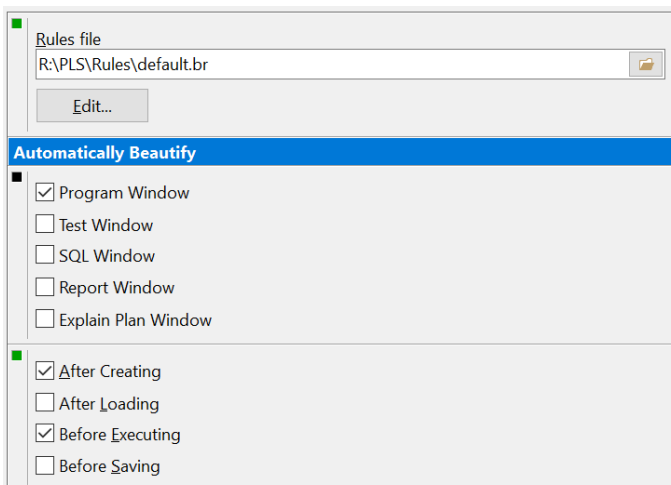 Rules file
R:\PLS\Rules\default.br
Edit...
Automatically Beautify
Program Window
Test Window
SQL Window
Report Window
Explain Plan Window
After Creating
After Loading
Before Executing
Before Saving